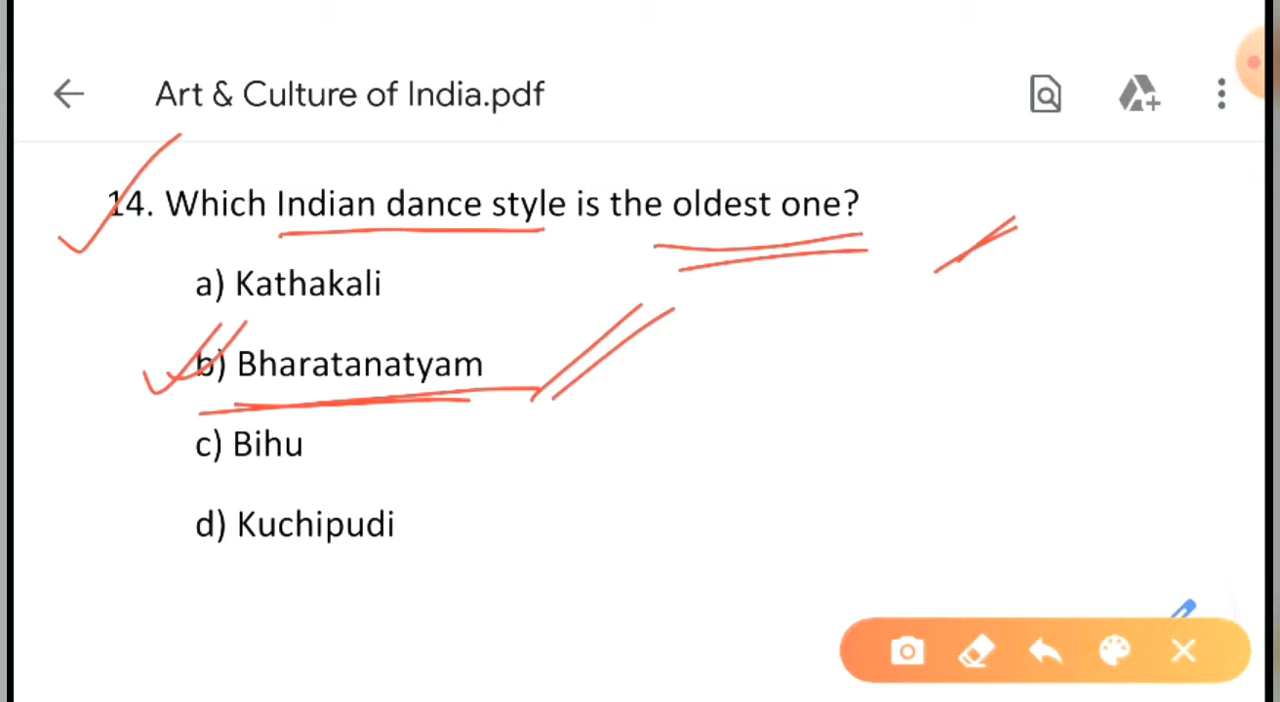 Art & Culture of India.pdf
14. Which Indian dance style is the oldest one?
a) Kathakali
b) Bharatanatyam
c) Bihu
d) Kuchipudi